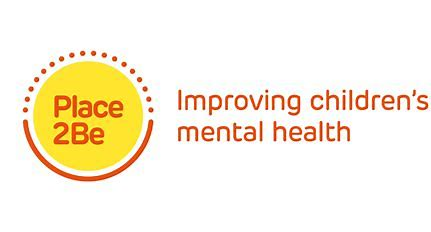 Place
2Be
Improving children's
mental health